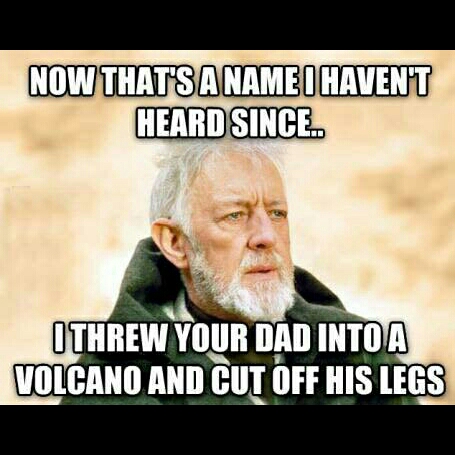 NOW THAT'S A NAME I HAVEN'T
HEARD SINCE..
I THREW YOUR DAD INTO A
VOLCANO AND CUT OFF HIS LEGS